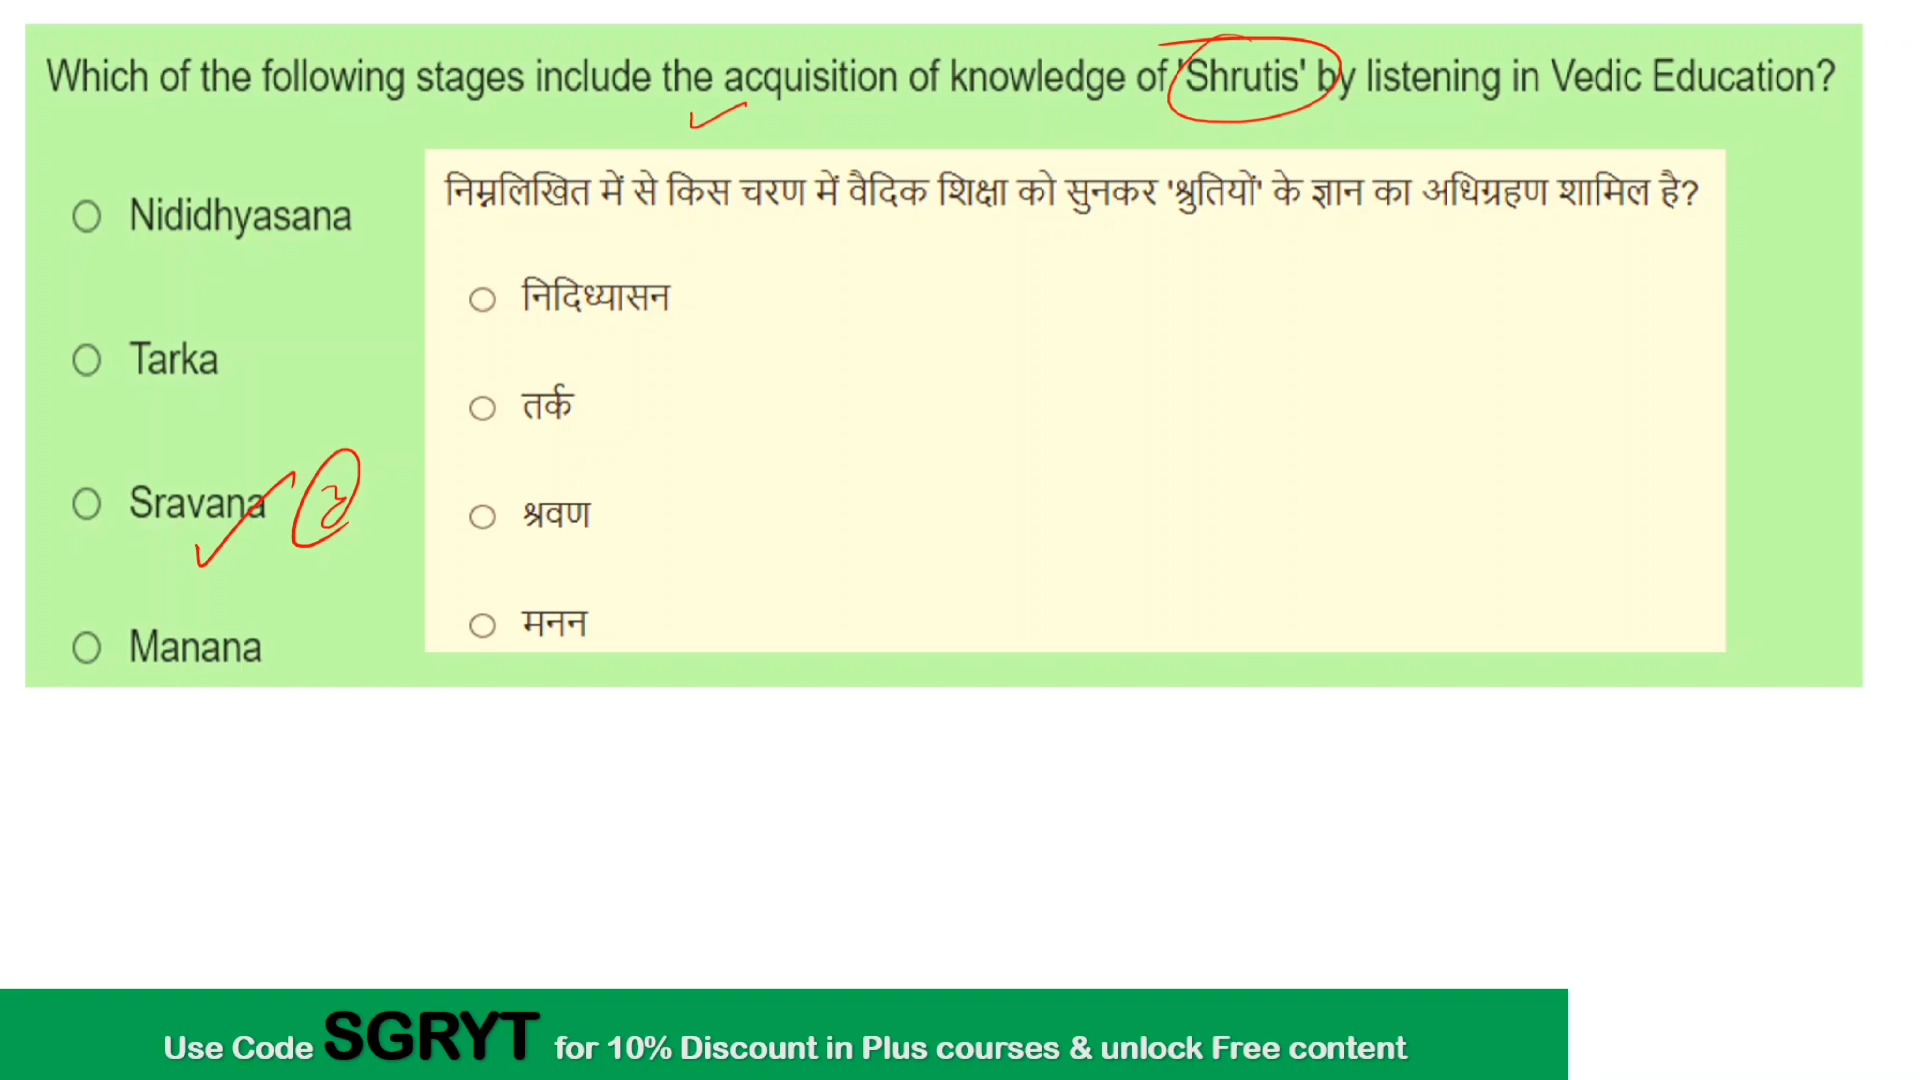 Which of the following stages include the acquisition of knowledge of 'Shrutis' by listening in Vedic Education?
Nididhyasana
Tarka
Sravana
Manana
निम्नलिखित में से किस चरण में वैदिक शिक्षा को सुनकर 'श्रुतियों' के ज्ञान का अधिग्रहण शामिल है?
निदिध्यासन
तर्क
श्रवण
मनन
Use Code SGRYT for 10% Discount in Plus courses & unlock Free content